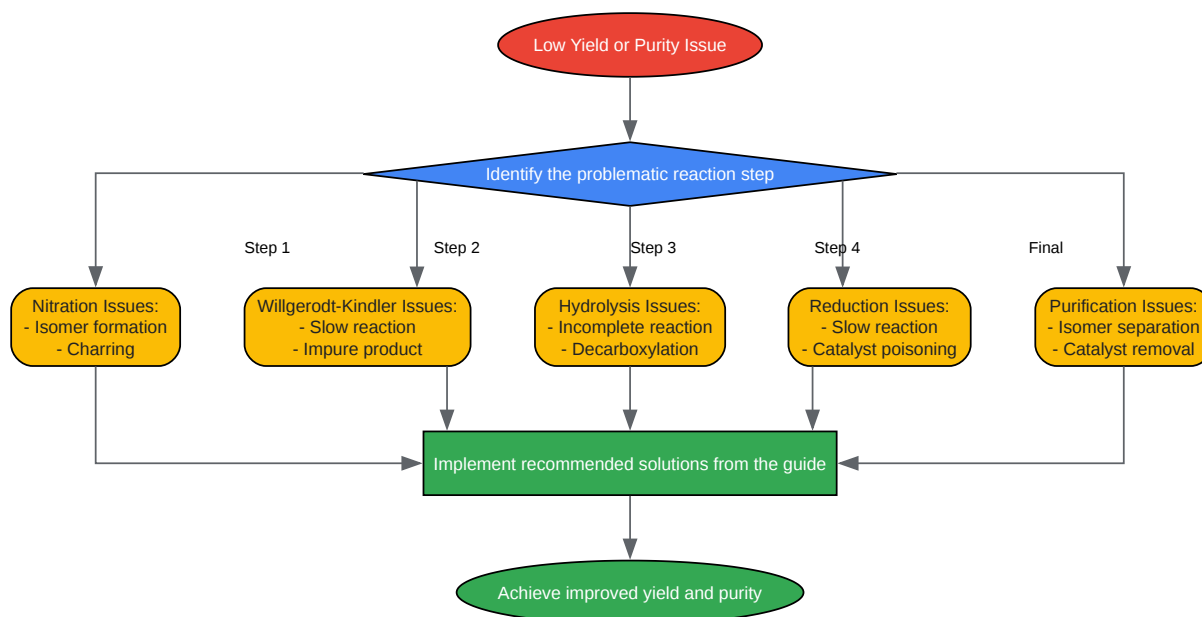 Low Yield or Purity Issue
Identify the problematic reaction step
Step 1
Step 2
Step 3
Step 4
Final
Nitration Issues:
- Isomer formation
- Charring
Willgerodt-Kindler Issues:
- Slow reaction
- Impure product
Hydrolysis Issues:
- Incomplete reaction
- Decarboxylation
Reduction Issues:
- Slow reaction
- Catalyst poisoning
Purification Issues:
- Isomer separation
- Catalyst removal
Implement recommended solutions from the guide
Achieve improved yield and purity